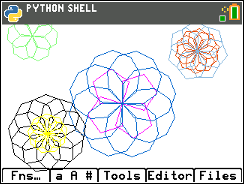 PYTHON SHELL
Fns… a A # Tools Editor Files